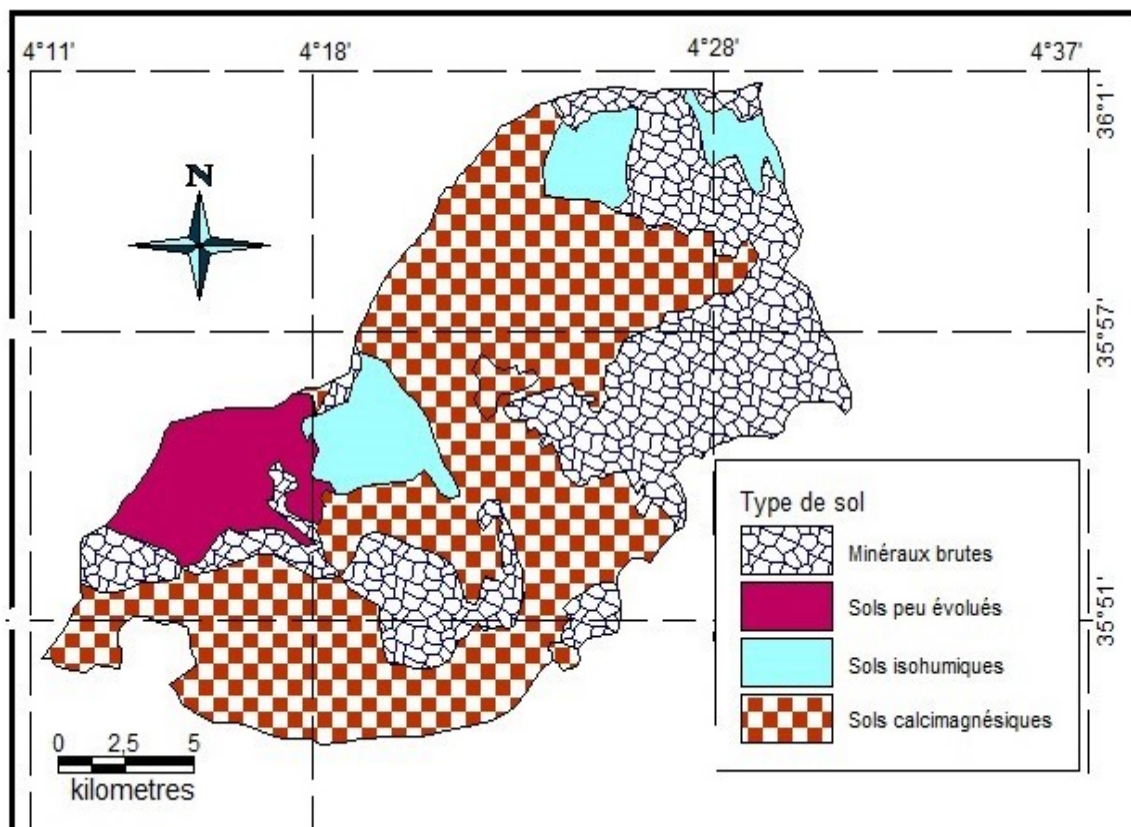 4°11' 4°18' 4°28' 4°37'
36°1'
N
35°57'
Type de sol
Minéraux brutes
Sols peu évolués
35°51'
Sols isohumiques
Sols calcimagnésiques
0 2,5 5
kilometres